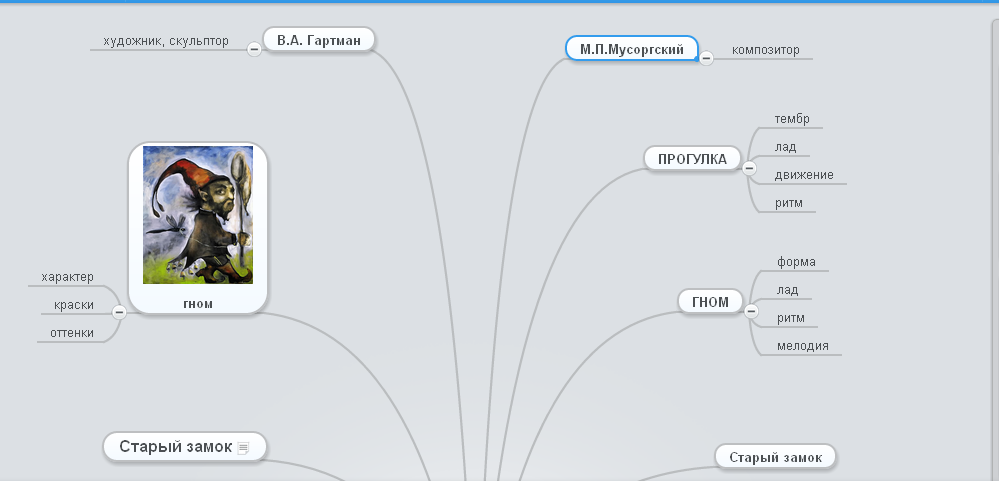 художник, скульптор
В.А. Гартман
гном
характер
краски
оттенки
Старый замок
М.П.Мусоргский
композитор
ПРОГУЛКА
тембр
лад
движение
ритм
ГНОМ
форма
лад
ритм
мелодия
Старый замок